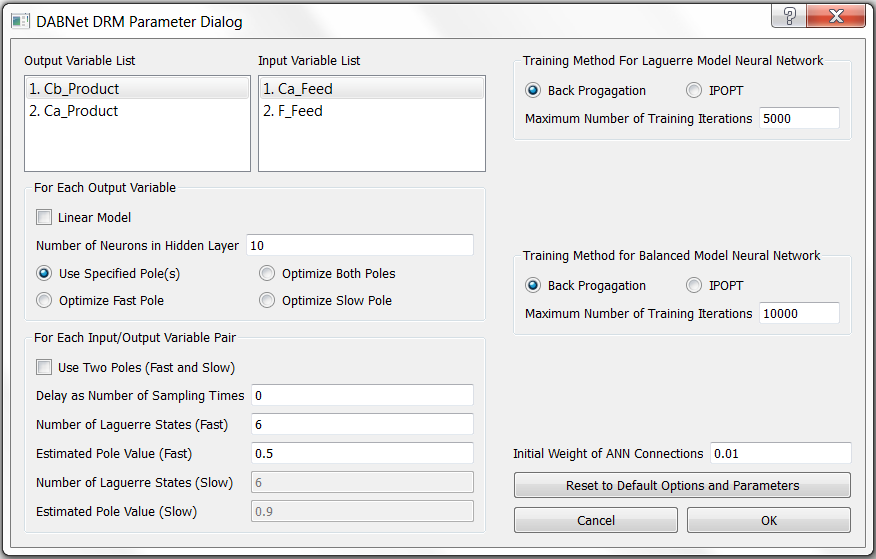 DABNet DRM Parameter Dialog
Output Variable List
1. Cb_Product
2. Ca_Product
Input Variable List
1. Ca_Feed
2. F_Feed
For Each Output Variable
Linear Model
Number of Neurons in Hidden Layer 10
Use Specified Pole(s) Optimize Both Poles
Optimize Fast Pole Optimize Slow Pole
For Each Input/Output Variable Pair
Use Two Poles (Fast and Slow)
Delay as Number of Sampling Times 0
Number of Laguerre States (Fast) 6
Estimated Pole Value (Fast) 0.5
Number of Laguerre States (Slow) 6
Estimated Pole Value (Slow) 0.9
Training Method For Laguerre Model Neural Network
Back Progagation IPOPT
Maximum Number of Training Iterations 5000
Training Method for Balanced Model Neural Network
Back Progagation IPOPT
Maximum Number of Training Iterations 10000
Initial Weight of ANN Connections 0.01
Reset to Default Options and Parameters
Cancel OK